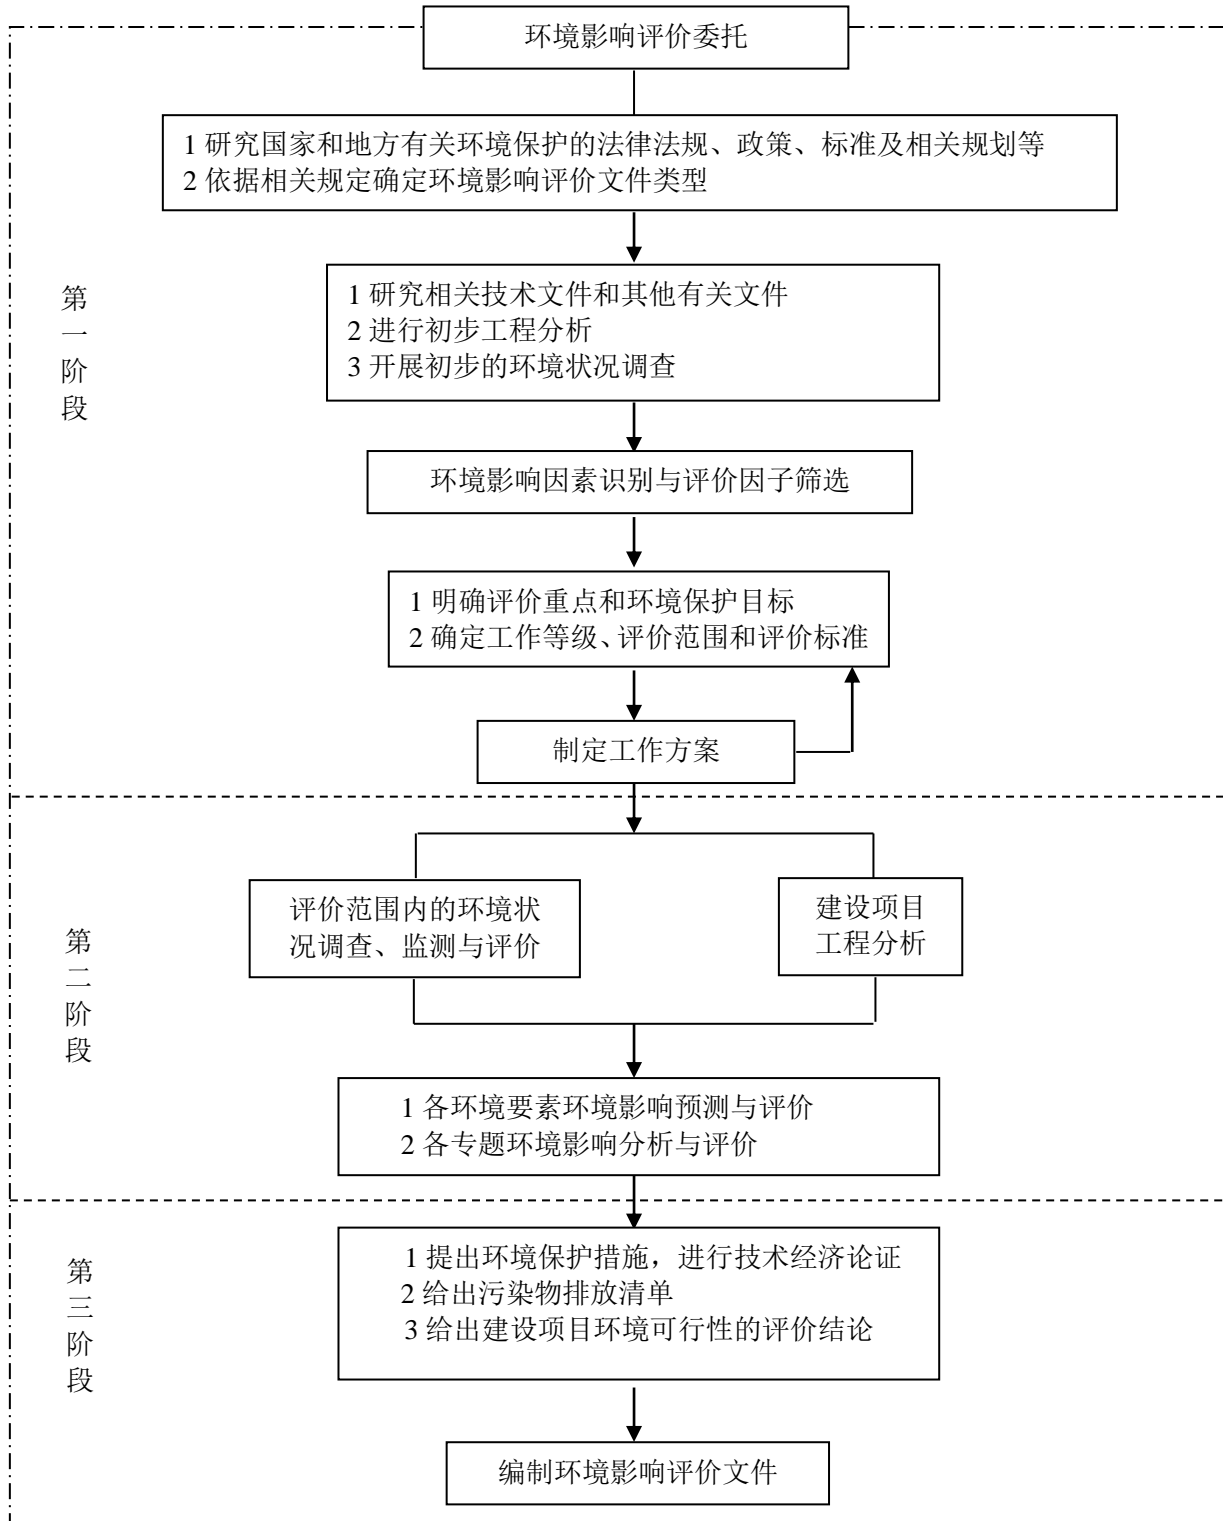 环境影响评价委托
1 研究国家和地方有关环境保护的法律法规、政策、标准及相关规划等
2 依据相关规定确定环境影响评价文件类型
第一阶段
1 研究相关技术文件和其他有关文件
2 进行初步工程分析
3 开展初步的环境状况调查
环境影响因素识别与评价因子筛选
1 明确评价重点和环境保护目标
2 确定工作等级、评价范围和评价标准
制定工作方案
第二阶段
评价范围内的环境状
况调查、监测与评价
建设项目
工程分析
1 各环境要素环境影响预测与评价
2 各专题环境影响分析与评价
第三阶段
1 提出环境保护措施，进行技术经济论证
2 给出污染物排放清单
3 给出建设项目环境可行性的评价结论
编制环境影响评价文件